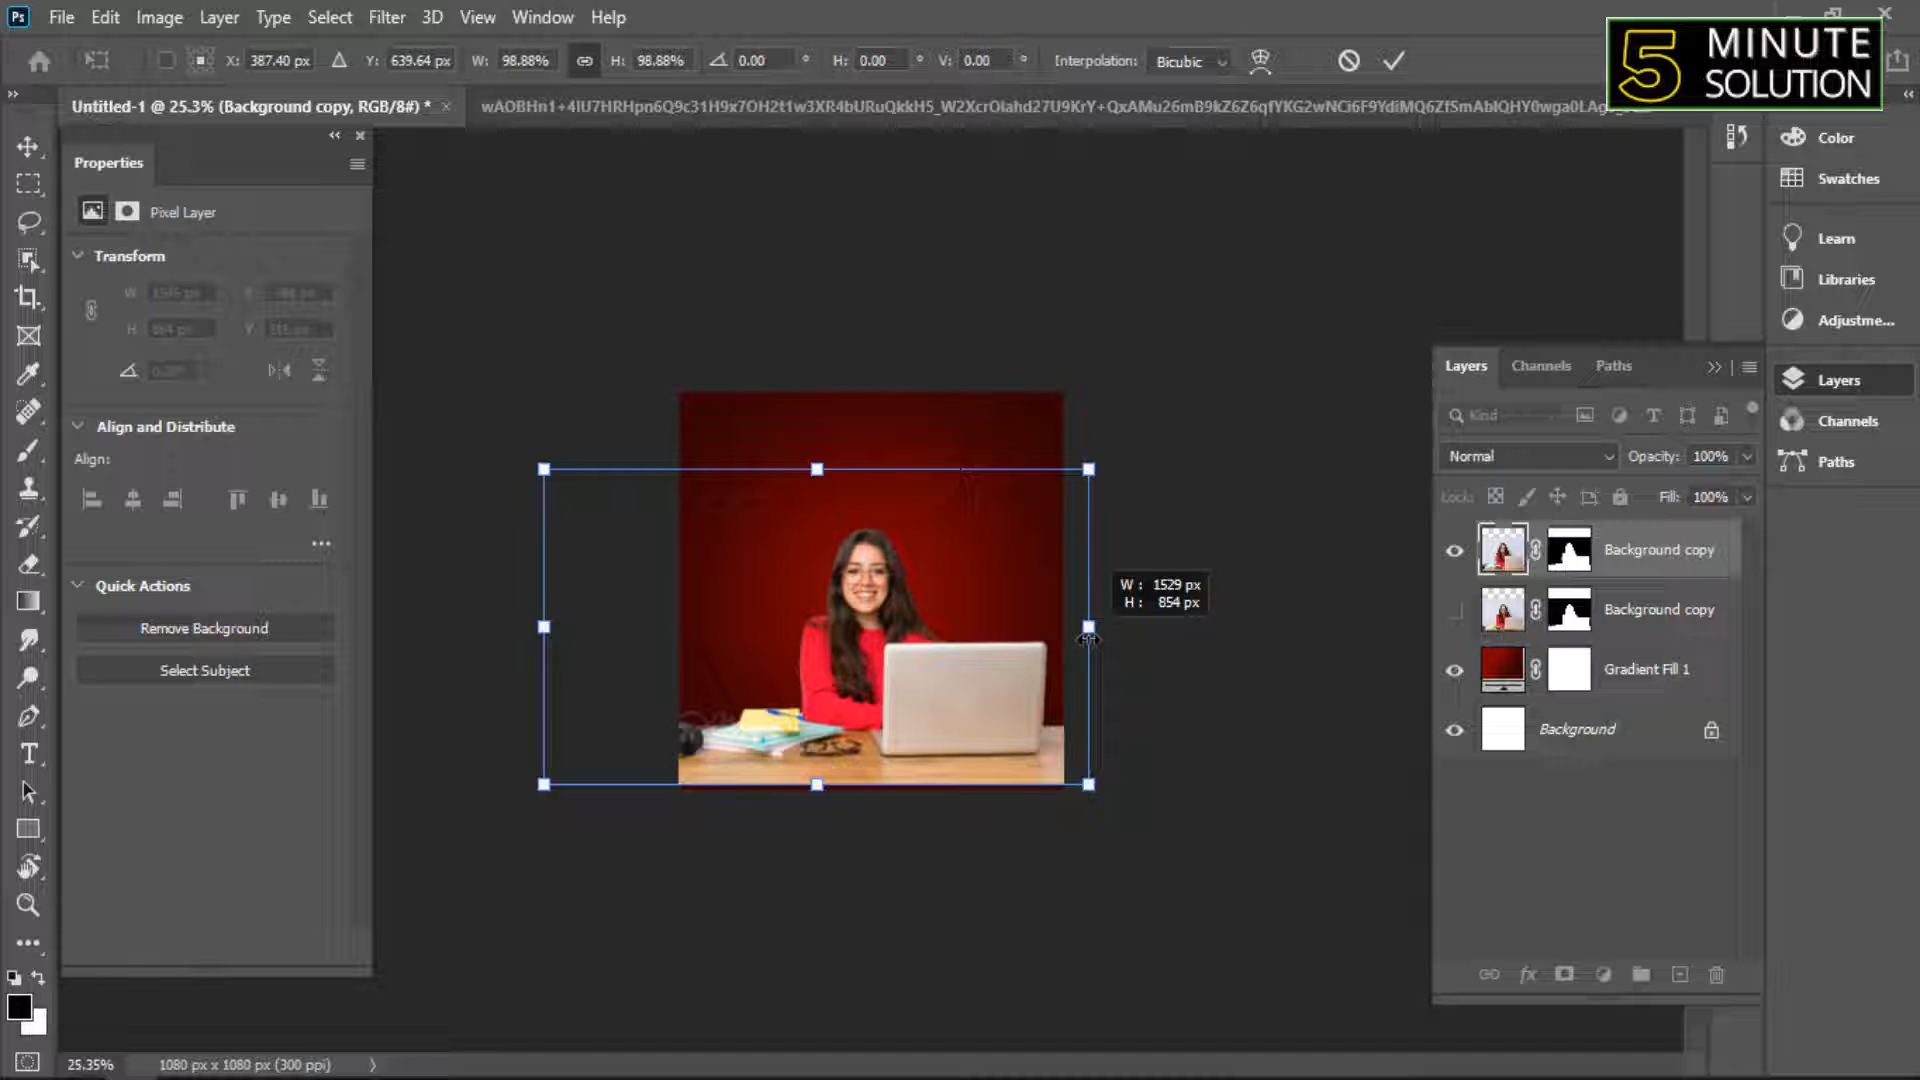 Ps File Edit Image Layer Type Select Filter 3D View Window Help
X: 387.40 px Y: 639.64 px W: 98.88% H: 98.88% 0.00 ° H: 0.00 ° V: 0.00 ° Interpolation: Bicubic
5 MINUTE SOLUTION
Untitled-1 @ 25.3% (Background copy, RGB/8#) * ×
Properties
Pixel Layer
Transform
W
H
Align and Distribute
Align:
Quick Actions
Remove Background
Select Subject
W : 1529 px
H : 854 px
Color
Swatches
Learn
Libraries
Adjustme...
Layers
Channels
Paths
Layers Channels Paths
Kind
Normal Opacity: 100%
Lock: Fill: 100%
Background copy
Background copy
Gradient Fill 1
Background
25.35% 1080 px x 1080 px (300 ppi)